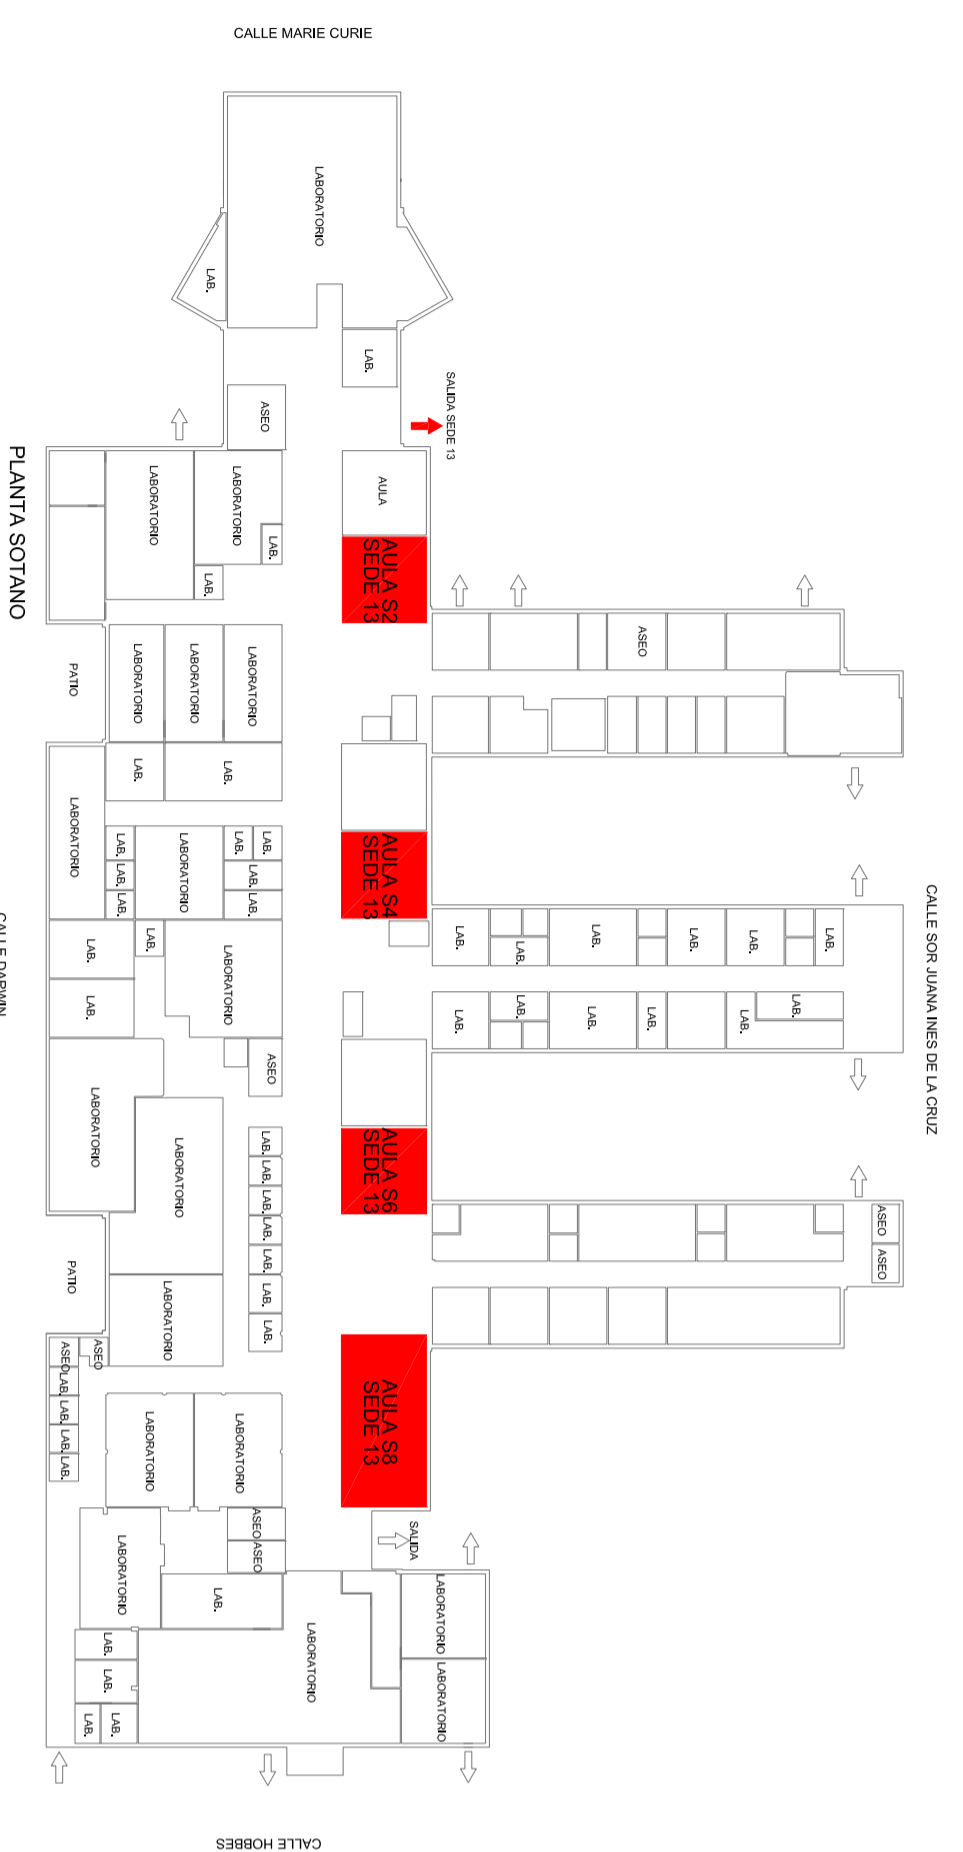 CALLE MARIE CURIE
LABORATORIO
LAB.
LAB.
SALIDA SEDE 13
ASEO
AULA
LABORATORIO
LABORATORIO
LAB.
LAB.
AULA S2
SEDE 13
PLANTA SOTANO
ASEO
PATIO
LABORATORIO
LABORATORIO
LABORATORIO
LAB.
LAB.
LABORATORIO
AULA S4
SEDE 13
LAB.
LAB.
LAB.
LAB.
LAB.
LAB.
LAB.
LABORATORIO
CALLE DARWIN
CALLE SOR JUANA INES DE LA CRUZ
LAB.
LAB.
LAB.
LAB.
LAB.
LAB.
LAB.
LAB.
LABORATORIO
LAB.
LAB.
LAB.
LAB.
LAB.
LAB.
LAB.
ASEO
LABORATORIO
LABORATORIO
LAB.
LAB.
LAB.
LAB.
LAB.
LAB.
LAB.
AULA S6
SEDE 13
ASEO
ASEO
PATIO
LABORATORIO
ASEO
ASEO
LAB.
LAB.
LAB.
LAB.
AULA S8
SEDE 13
LABORATORIO
LABORATORIO
ASEO
ASEO
SALIDA
LABORATORIO
LAB.
LABORATORIO
LABORATORIO
LABORATORIO
LAB.
LAB.
LAB.
LAB.
CALLE HOBBES